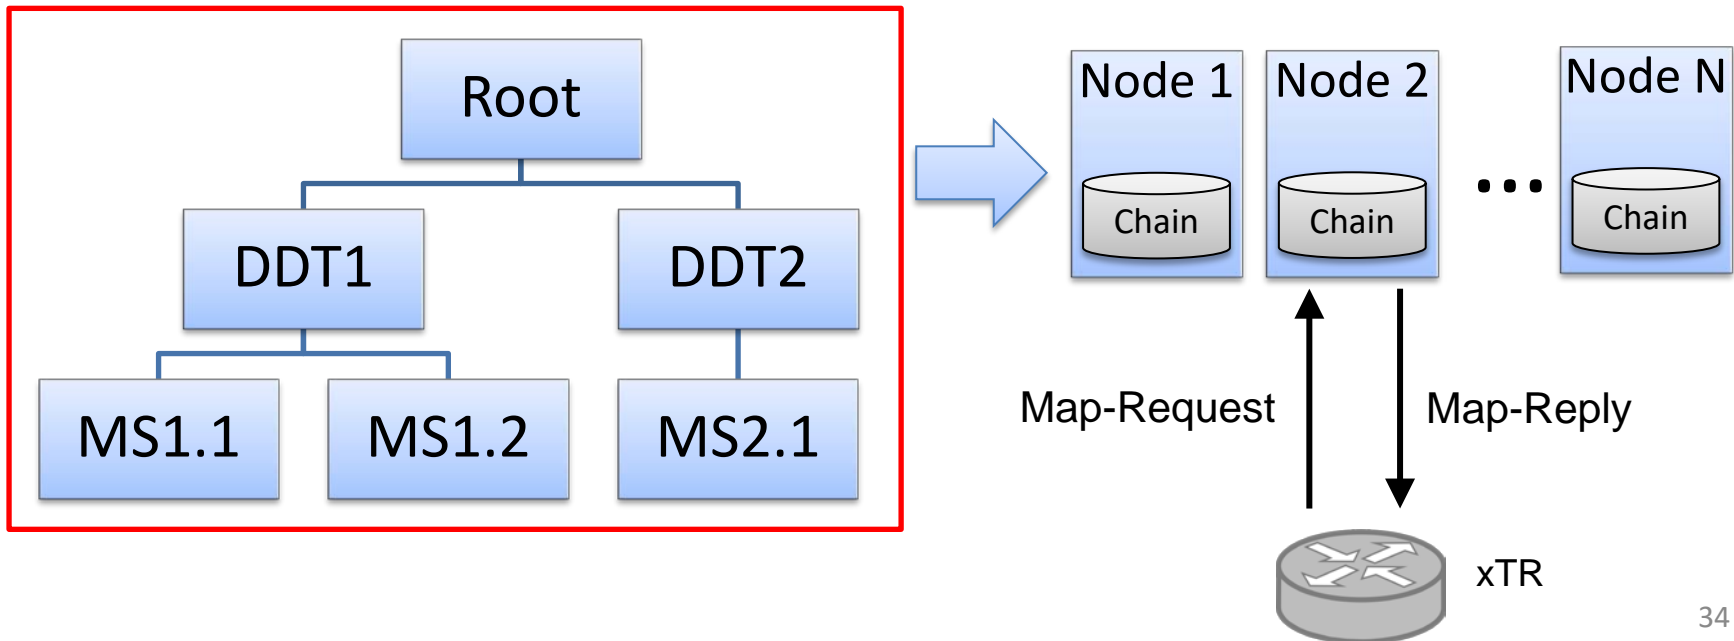 Root
DDT1
DDT2
MS1.1
MS1.2
MS2.1
Node 1
Node 2
Node N
...
Chain
Chain
Chain
Map-Request
Map-Reply
xTR
34